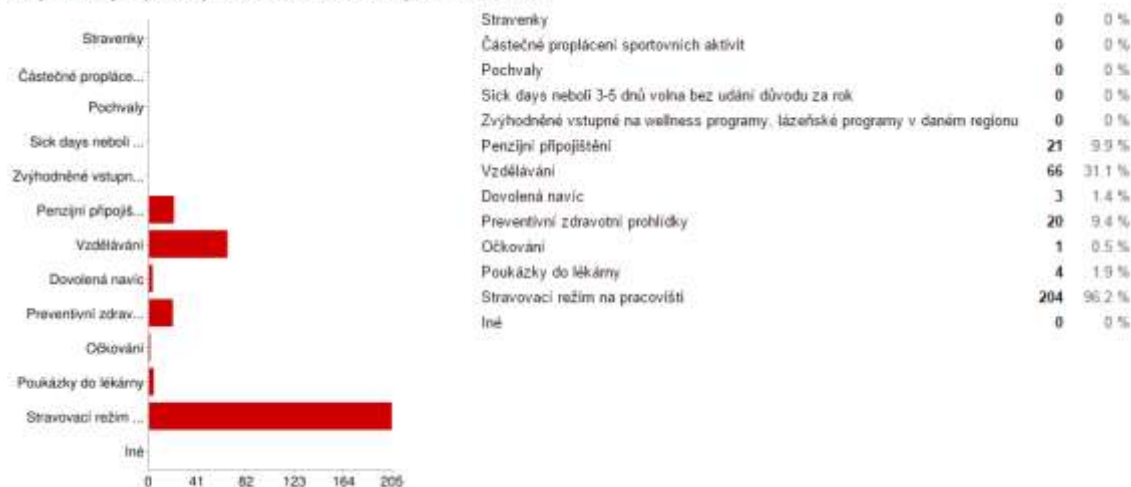 Stravenky
Částečné propláce...
Pochvaly
Sick days neboli ...
Zvýhodněné vstupn...
Penzijní připojiš...
Vzdělávání
Dovolená navíc
Preventivní zdrav...
Očkování
Poukázky do lékárny
Stravovací režim ...
Iné
0 41 82 123 164 205
Stravenky 0 0 %
Částečné proplácení sportovních aktivit 0 0 %
Pochvaly 0 0 %
Sick days neboli 3-5 dnů volna bez udání důvodu za rok 0 0 %
Zvýhodněné vstupné na wellness programy, lázeňské programy v daném regionu 0 0 %
Penzijní připojištění 21 9.9 %
Vzdělávání 66 31.1 %
Dovolená navíc 3 1.4 %
Preventivní zdravotní prohlídky 20 9.4 %
Očkování 1 0.5 %
Poukázky do lékárny 4 1.9 %
Stravovací režim na pracovišti 204 96.2 %
Iné 0 0 %